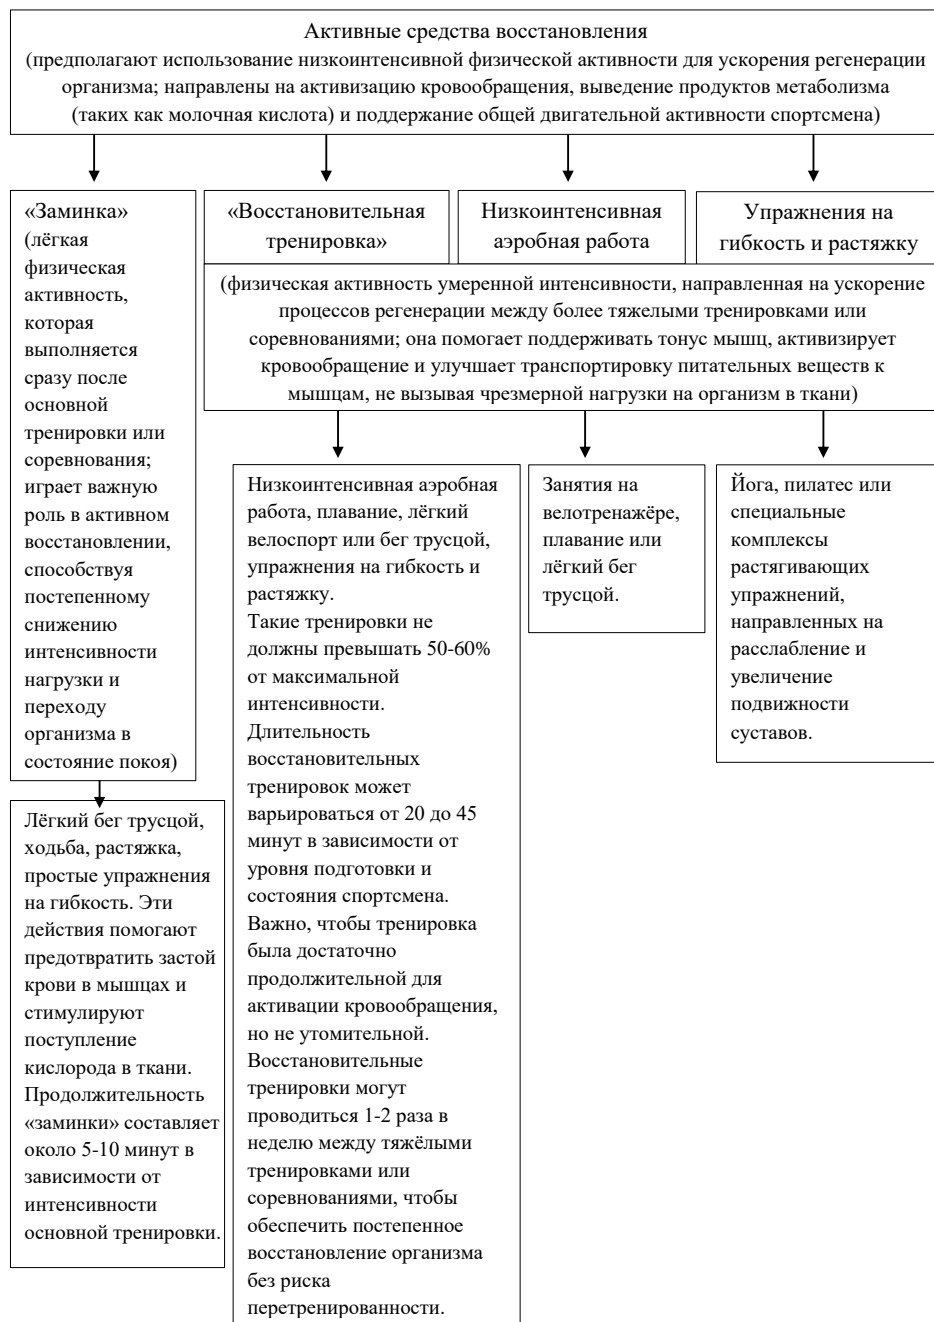 Активные средства восстановления
(предполагают использование низкоинтенсивной физической активности для ускорения регенерации
организма; направлены на активизацию кровообращения, выведение продуктов метаболизма
(таких как молочная кислота) и поддержание общей двигательной активности спортсмена)
«Заминка»
(лёгкая
физическая
активность,
которая
выполняется
сразу после
основной
тренировки или
соревнования;
играет важную
роль в активном
восстановлении,
способствуя
постепенному
снижению
интенсивности
нагрузки и
переходу
организма в
состояние покоя)
Лёгкий бег трусцой,
ходьба, растяжка,
простые упражнения
на гибкость. Эти
действия помогают
предотвратить застой
крови в мышцах и
стимулируют
поступление
кислорода в ткани.
Продолжительность
«заминки» составляет
около 5-10 минут в
зависимости от
интенсивности
основной тренировки.
«Восстановительная
тренировка»
Низкоинтенсивная
аэробная работа
Упражнения на
гибкость и растяжку
(физическая активность умеренной интенсивности, направленная на ускорение
процессов регенерации между более тяжелыми тренировками или
соревнованиями; она помогает поддерживать тонус мышц, активизирует
кровообращение и улучшает транспортировку питательных веществ к
мышцам, не вызывая чрезмерной нагрузки на организм в ткани)
Низкоинтенсивная аэробная
работа, плавание, лёгкий
велоспорт или бег трусцой,
упражнения на гибкость и
растяжку.
Такие тренировки не
должны превышать 50-60%
от максимальной
интенсивности.
Длительность
восстановительных
тренировок может
варьироваться от 20 до 45
минут в зависимости от
уровня подготовки и
состояния спортсмена.
Важно, чтобы тренировка
была достаточно
продолжительной для
активации кровообращения,
но не утомительной.
Восстановительные
тренировки могут
проводиться 1-2 раза в
неделю между тяжёлыми
тренировками или
соревнованиями, чтобы
обеспечить постепенное
восстановление организма
без риска
перетренированности.
Занятия на
велотренажёре,
плавание или
лёгкий бег
трусцой.
Йога, пилатес или
специальные
комплексы
растягивающих
упражнений,
направленных на
расслабление и
увеличение
подвижности
суставов.